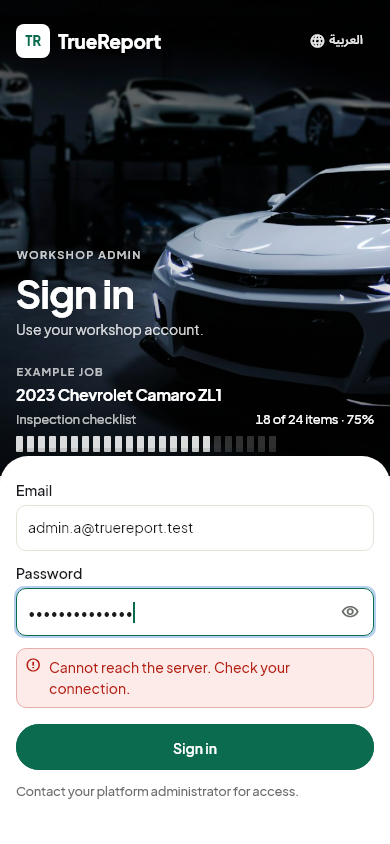 TR TrueReport
العربية
WORKSHOP ADMIN
Sign in
Use your workshop account.
EXAMPLE JOB
2023 Chevrolet Camaro ZL1
Inspection checklist 18 of 24 items · 75%
Email
admin.a@truereport.test
Password
••••••••••••••
Cannot reach the server. Check your
connection.
Sign in
Contact your platform administrator for access.